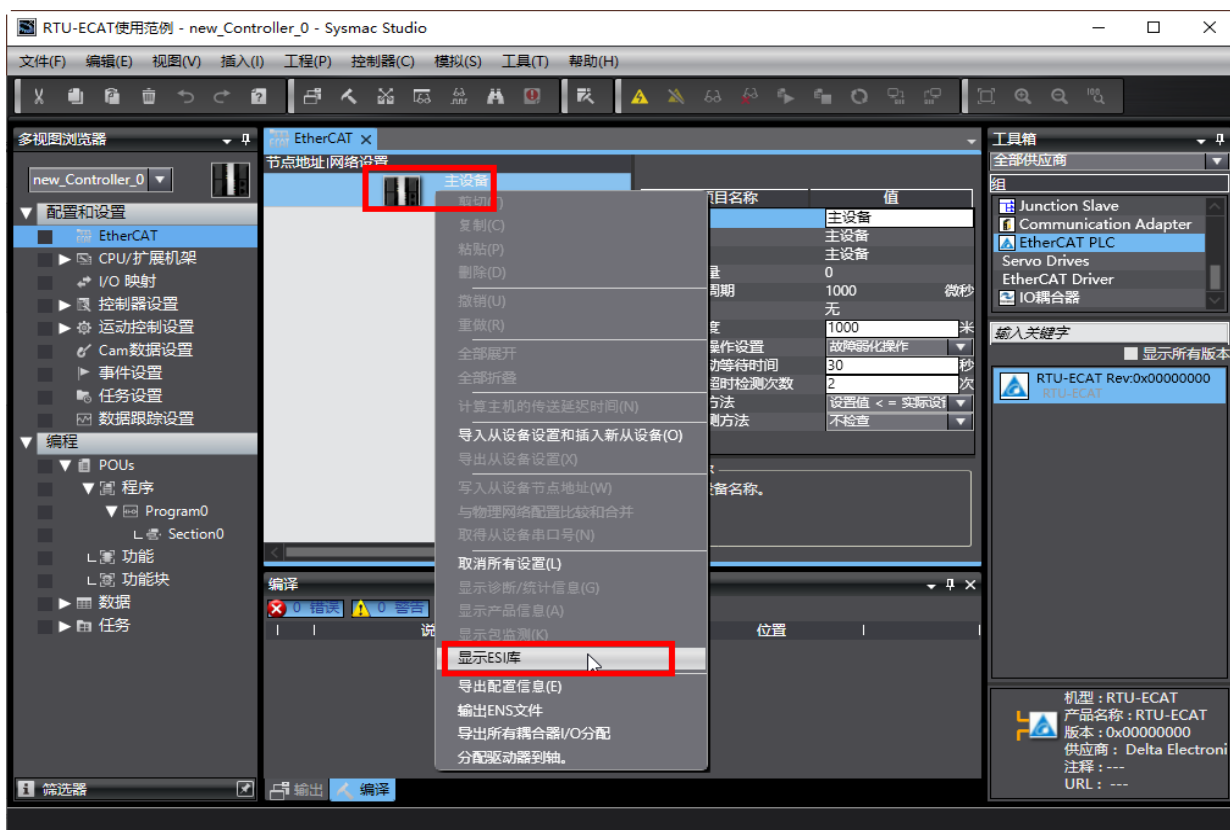 RTU-ECAT使用范例 - new_Controller_0 - Sysmac Studio
文件(F) 编辑(E) 视图(V) 插入(I) 工程(P) 控制器(C) 模拟(S) 工具(T) 帮助(H)
多视图浏览器
new_Controller_0
配置和设置
EtherCAT
CPU/扩展机架
I/O 映射
控制器设置
运动控制设置
Cam数据设置
事件设置
任务设置
数据跟踪设置
编程
POUs
程序
Program0
Section0
功能
功能块
数据
任务
筛选器
EtherCAT
节点地址|网络设置
主设备
剪切(T)
复制(C)
粘贴(P)
删除(D)
撤销(U)
重做(R)
全部展开
全部折叠
计算主机的传送延迟时间(N)
导入从设备设置和插入新从设备(O)
导出从设备设置(X)
写入从设备节点地址(W)
与物理网络配置比较和合并
取得从设备串口号(N)
取消所有设置(L)
显示诊断/统计信息(G)
显示产品信息(A)
显示包监测(K)
显示ESI库
导出配置信息(E)
输出ENS文件
导出所有耦合器I/O分配
分配驱动器到轴。
项目名称 值
主设备
主设备
主设备
量 0
周期 1000 微秒
无
度 1000 米
操作设置 故障弱化操作
动等待时间 30 秒
超时检测次数 2 次
方法 设置值 < = 实际设
测方法 不检查
设备名称。
编译
0 错误 0 警告
位置
输出 编译
工具箱
全部供应商
组
Junction Slave
Communication Adapter
EtherCAT PLC
Servo Drives
EtherCAT Driver
IO耦合器
输入关键字
显示所有版本
RTU-ECAT Rev:0x00000000
RTU-ECAT
机型 : RTU-ECAT
产品名称 : RTU-ECAT
版本 : 0x00000000
供应商 : Delta Electroni
注释 : ---
URL : ---